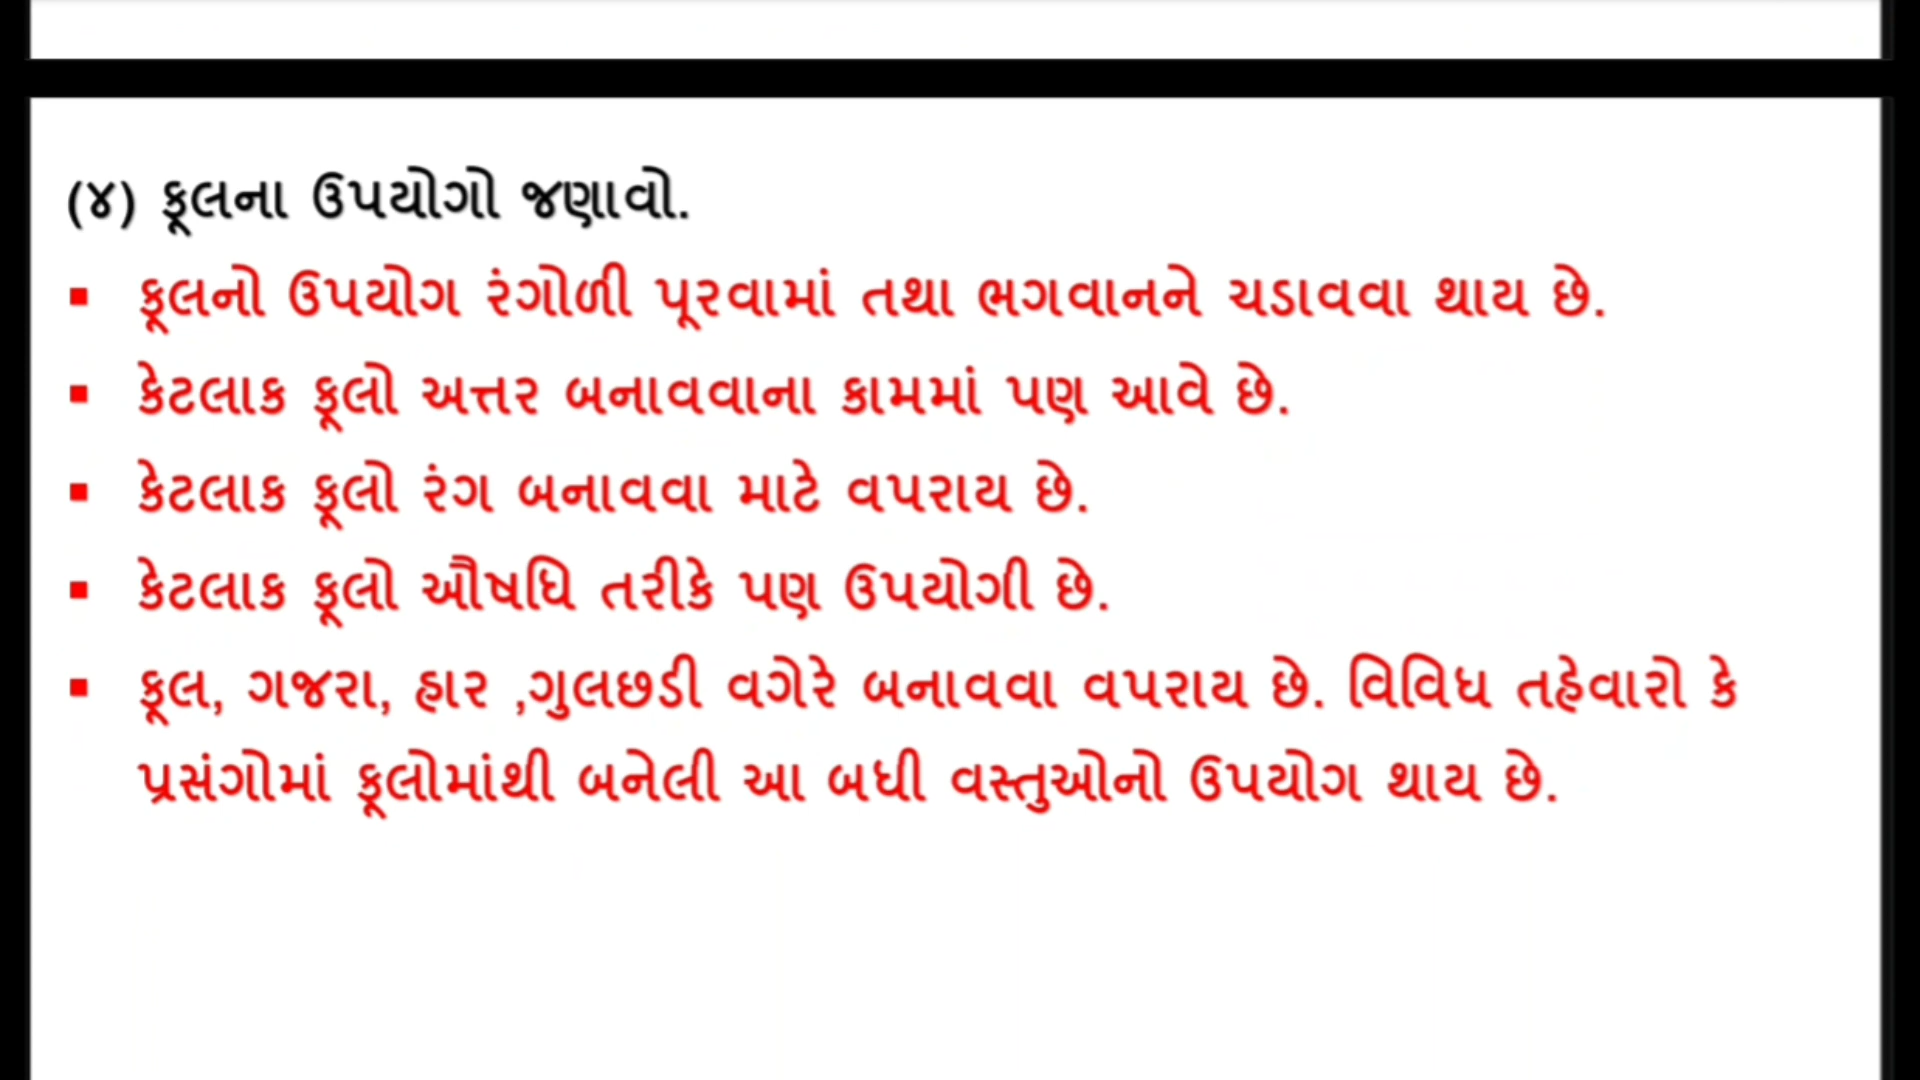 (૪) ફૂલના ઉપયોગો જણાવો.
▪ ફૂલનો ઉપયોગ રંગોળી પૂરવામાં તથા ભગવાનને ચડાવવા થાય છે.
▪ કેટલાક ફૂલો અત્તર બનાવવાના કામમાં પણ આવે છે.
▪ કેટલાક ફૂલો રંગ બનાવવા માટે વપરાય છે.
▪ કેટલાક ફૂલો ઔષધિ તરીકે પણ ઉપયોગી છે.
▪ ફૂલ, ગજરા, હાર ,ગુલછડી વગેરે બનાવવા વપરાય છે. વિવિધ તહેવારો કે
પ્રસંગોમાં ફૂલોમાંથી બનેલી આ બધી વસ્તુઓનો ઉપયોગ થાય છે.